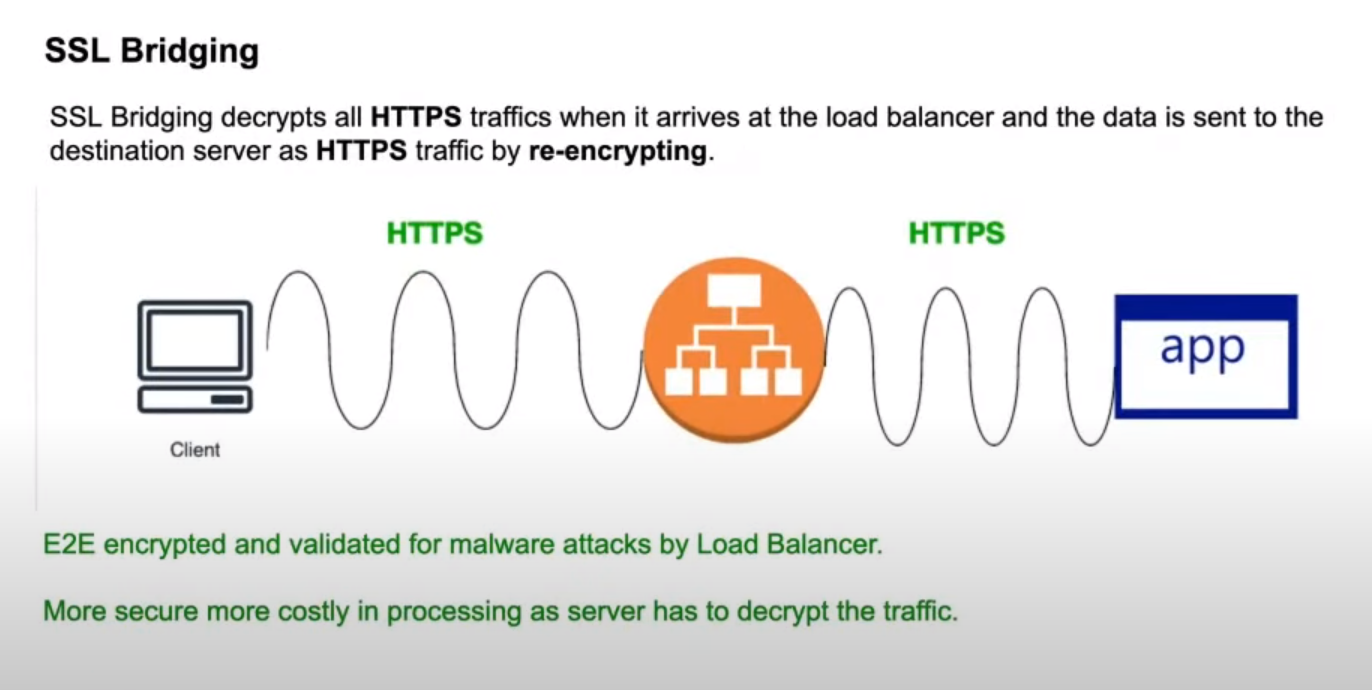 SSL Bridging
SSL Bridging decrypts all HTTPS traffics when it arrives at the load balancer and the data is sent to the
destination server as HTTPS traffic by re-encrypting.
HTTPS
HTTPS
app
Client
E2E encrypted and validated for malware attacks by Load Balancer.
More secure more costly in processing as server has to decrypt the traffic.